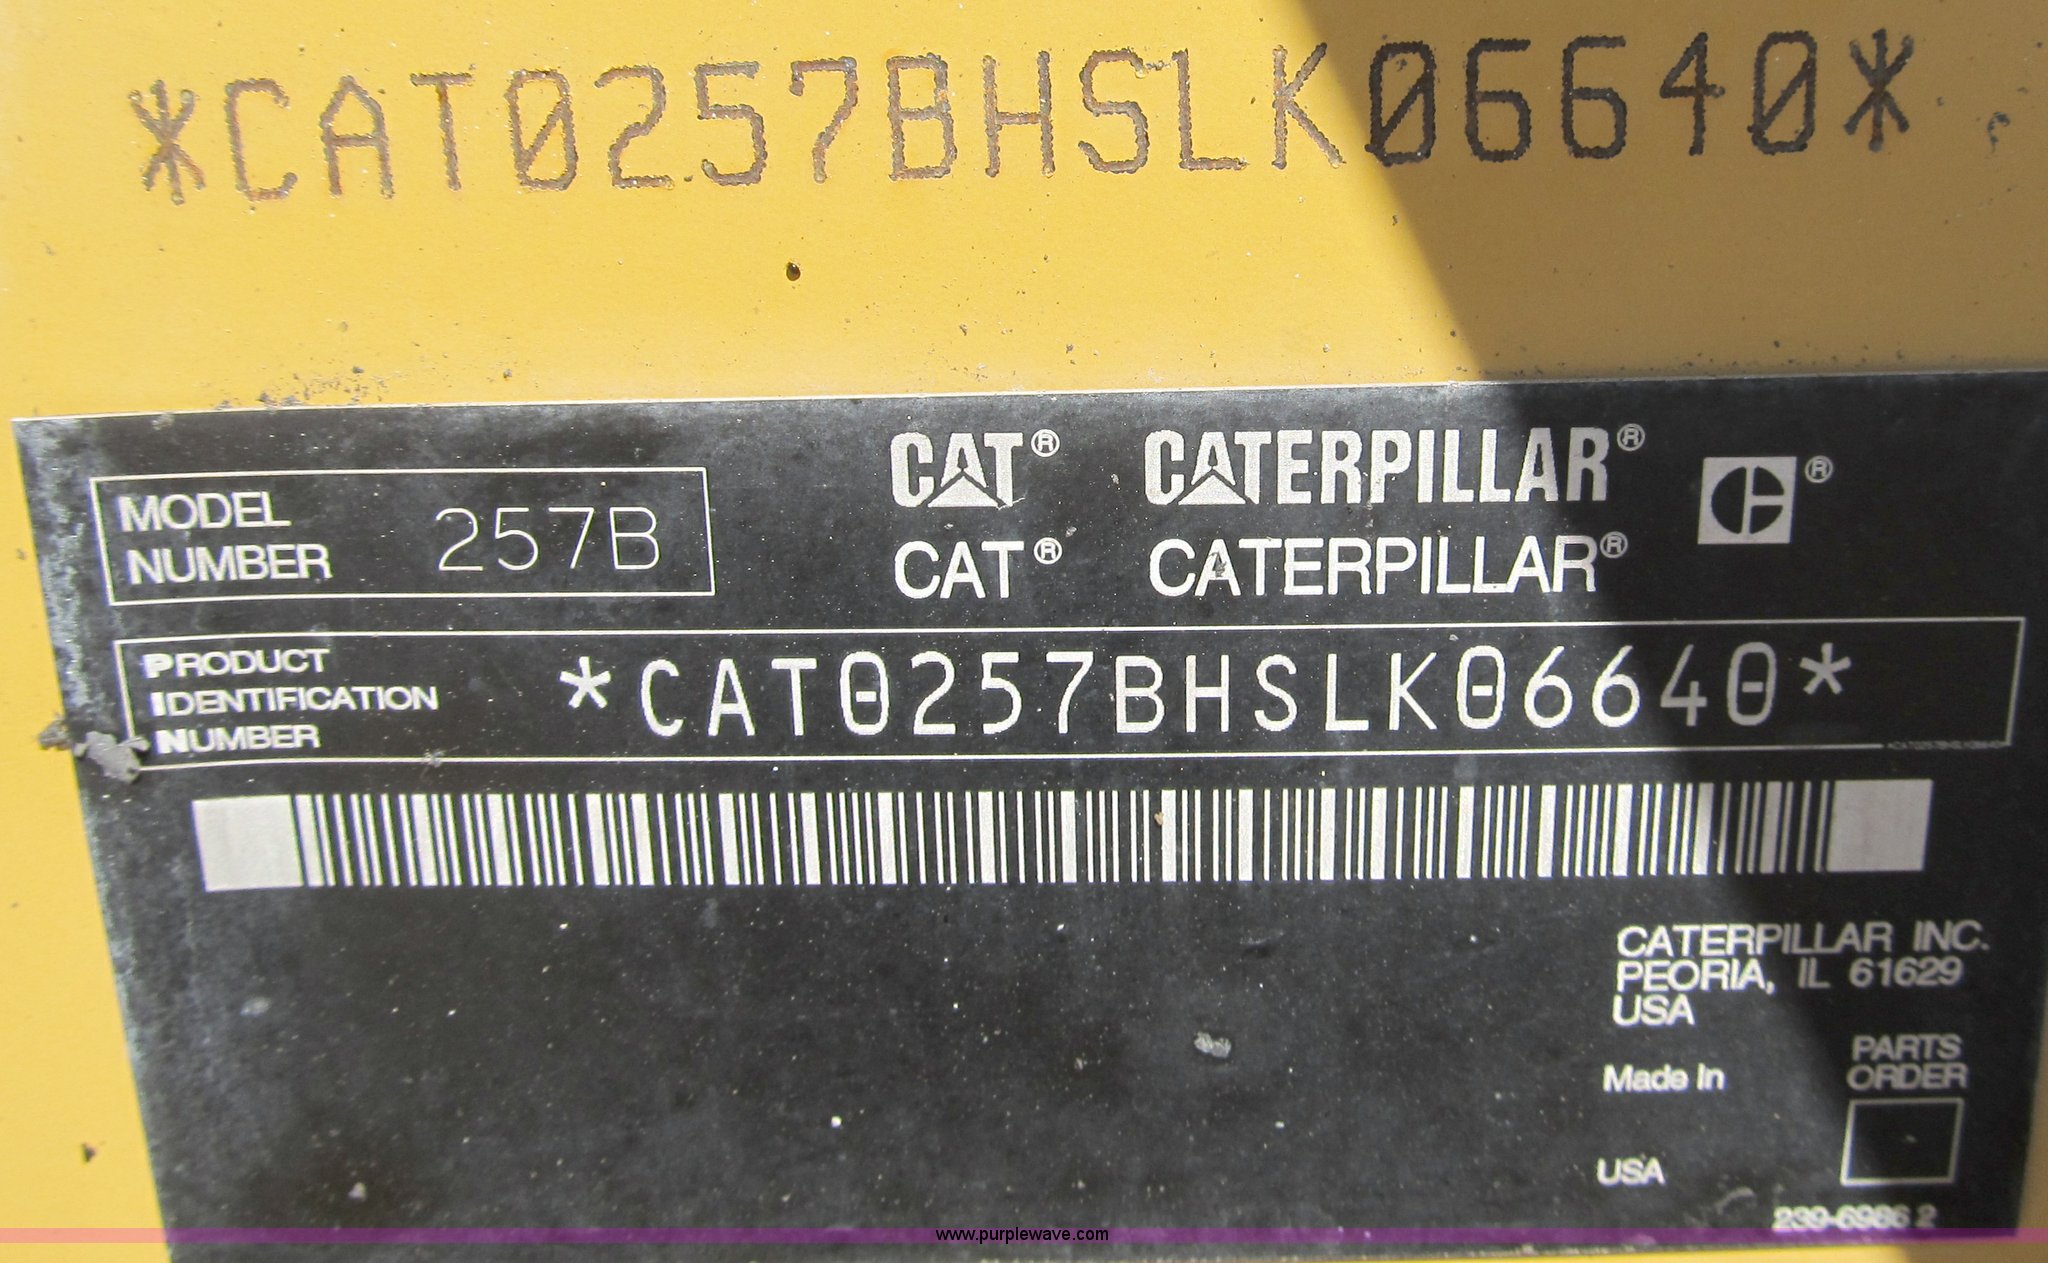 *CAT0257BHSLK06640*
CAT® CATERPILLAR® ®
MODEL
NUMBER 257B
CAT® CATERPILLAR®
PRODUCT
IDENTIFICATION
NUMBER
*CAT0257BHSLK06640*
CATERPILLAR INC.
PEORIA, IL 61629
USA
PARTS
ORDER
Made In
USA
239-6986 2
www.purplewave.com